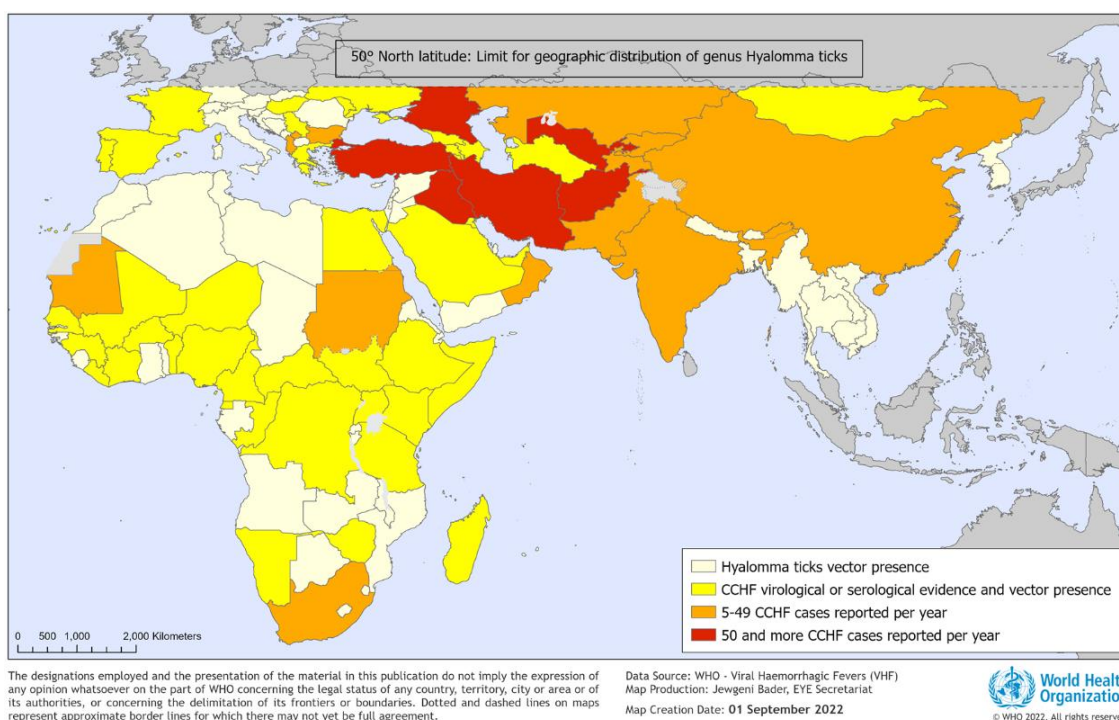 50° North latitude: Limit for geographic distribution of genus Hyalomma ticks
Hyalomma ticks vector presence
CCHF virological or serological evidence and vector presence
5-49 CCHF cases reported per year
50 and more CCHF cases reported per year
0 500 1,000 2,000 Kilometers
The designations employed and the presentation of the material in this publication do not imply the expression of
any opinion whatsoever on the part of WHO concerning the legal status of any country, territory, city or area or of
its authorities, or concerning the delimitation of its frontiers or boundaries. Dotted and dashed lines on maps
represent approximate border lines for which there may not yet be full agreement.
Data Source: WHO - Viral Haemorrhagic Fevers (VHF)
Map Production: Jewgeni Bader, EYE Secretariat
Map Creation Date: 01 September 2022
World Health
Organization
© WHO 2022. All rights reserv